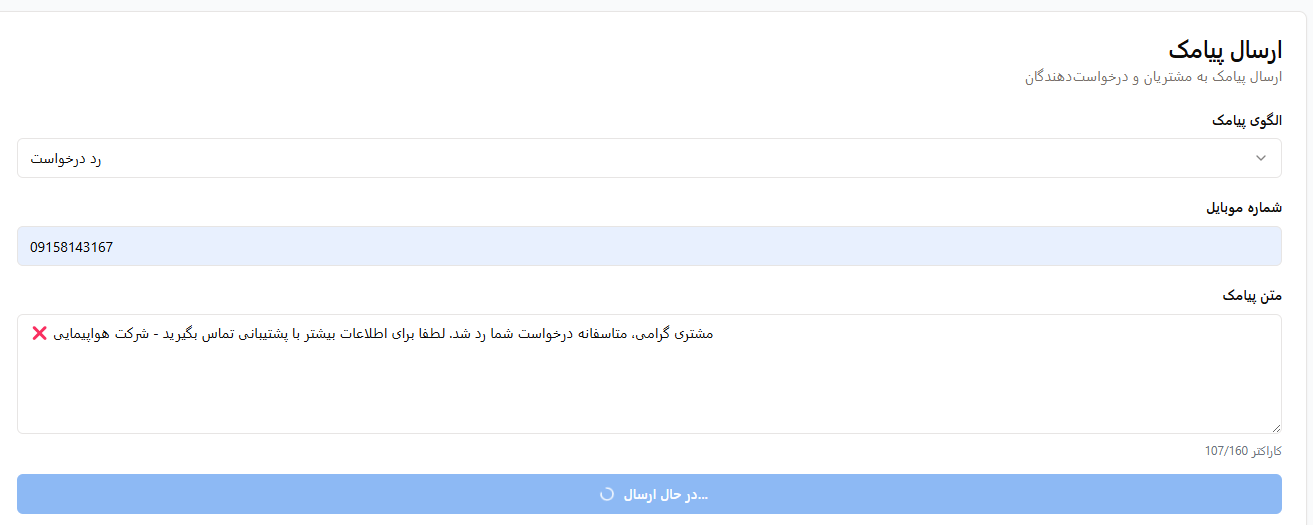 ارسال پیامک
ارسال پیامک به مشتریان و درخواست‌دهندگان
الگوی پیامک
رد درخواست
شماره موبایل
09158143167
متن پیامک
❌ مشتری گرامی، متاسفانه درخواست شما رد شد. لطفا برای اطلاعات بیشتر با پشتیبانی تماس بگیرید - شرکت هواپیمایی
107/160 کاراکتر
در حال ارسال...